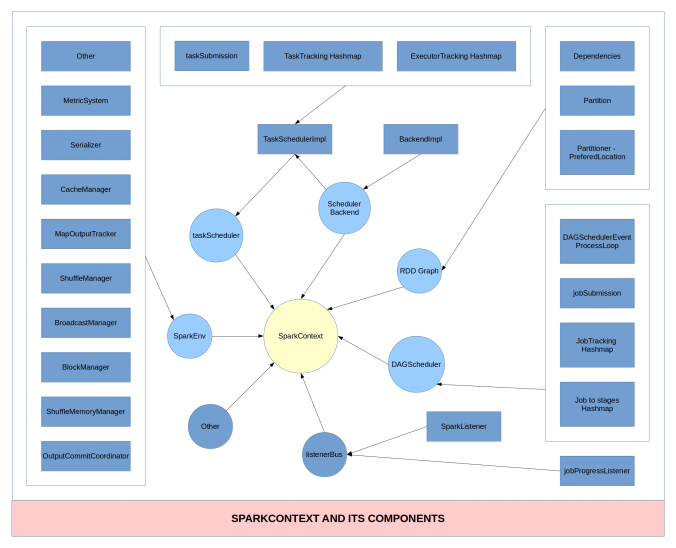 Other
MetricSystem
Serializer
CacheManager
MapOutputTracker
ShuffleManager
BroadcastManager
BlockManager
ShuffleMemoryManager
OutputCommitCoordinator
taskSubmission
TaskTracking Hashmap
ExecutorTracking Hashmap
TaskSchedulerImpl
BackendImpl
Scheduler
Backend
taskScheduler
RDD Graph
SparkEnv
SparkContext
DAGScheduler
Other
listenerBus
SparkListener
Dependencies
Partition
Partitioner -
PreferedLocation
DAGSchedulerEvent
ProcessLoop
jobSubmission
JobTracking
Hashmap
Job to stages
Hashmap
jobProgressListener
SPARKCONTEXT AND ITS COMPONENTS